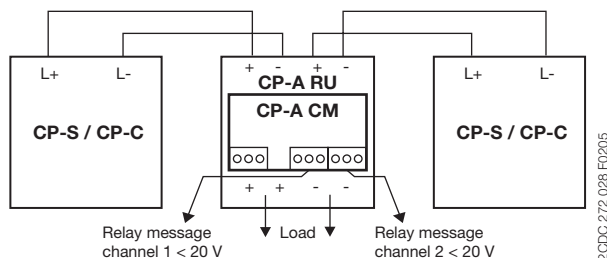 L+ L- + - + - L+ L-
CP-A RU
CP-S / CP-C CP-A CM CP-S / CP-C
+ + - -
Relay message Load Relay message
channel 1 < 20 V channel 2 < 20 V
2CDC 272 028 F0205